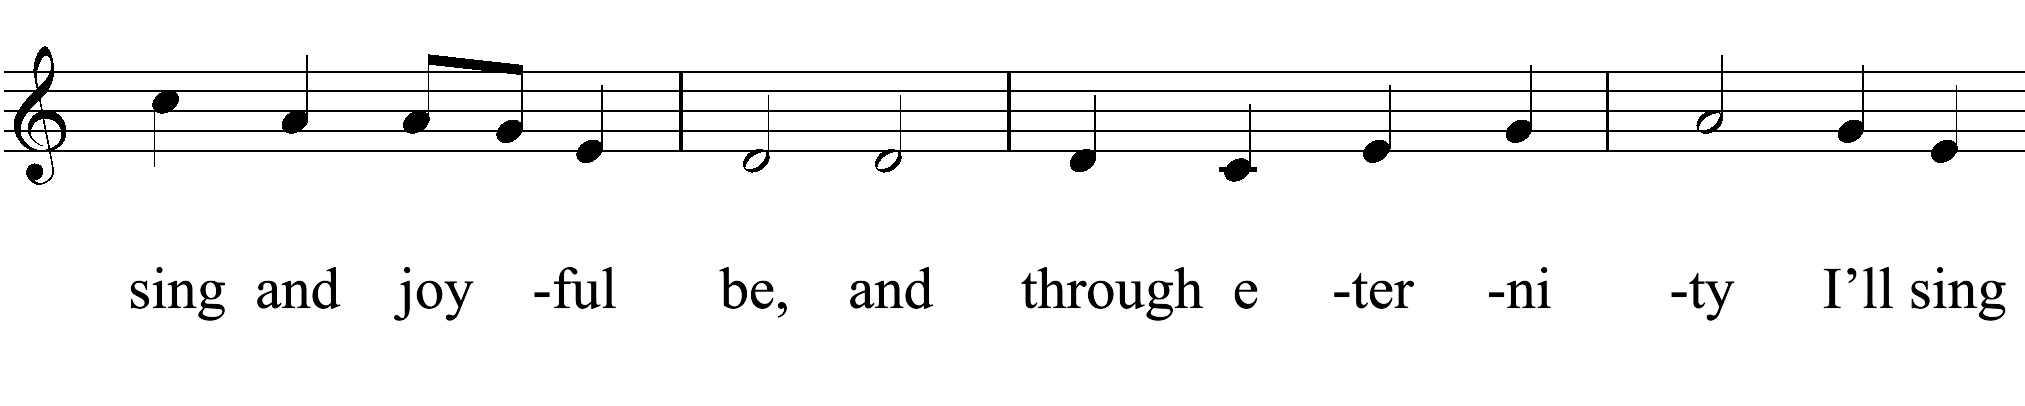 sing and joy -ful be, and through e -ter -ni -ty I’ll sing